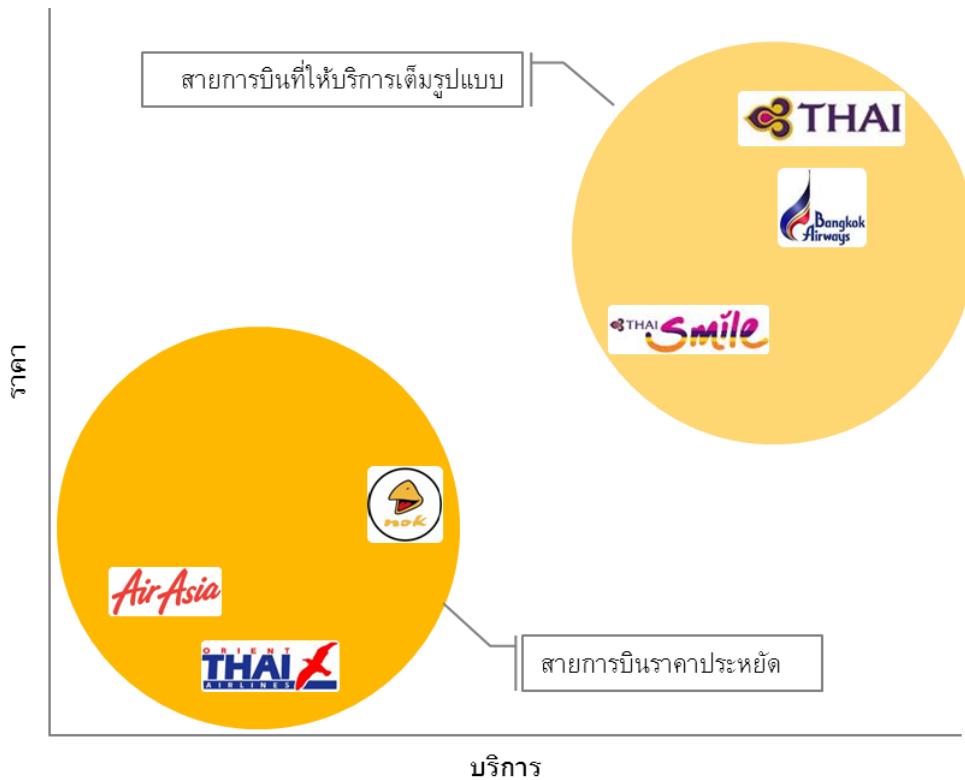 สายการบินที่ให้บริการเต็มรูปแบบ
THAI
Bangkok
Airways
THAI Smile
ราคา
nok
AirAsia
ORIENT
THAI
AIRLINES
สายการบินราคาประหยัด
บริการ